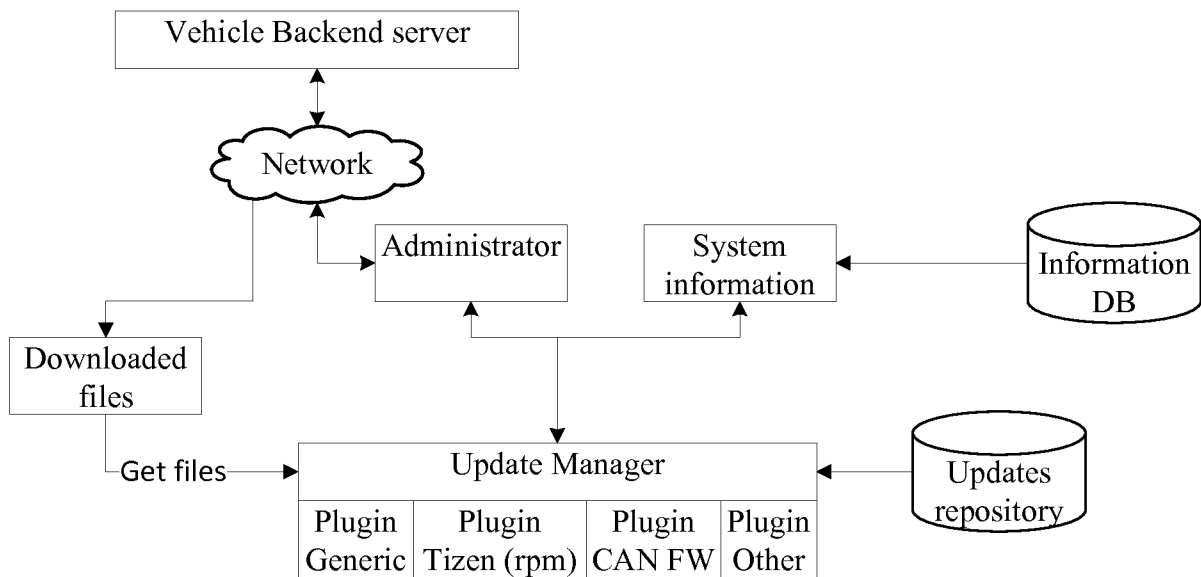 Vehicle Backend server
Network
Administrator
System
information
Information
DB
Downloaded
files
Get files
Update Manager
Updates
repository
Plugin
Generic
Plugin
Tizen (rpm)
Plugin
CAN FW
Plugin
Other